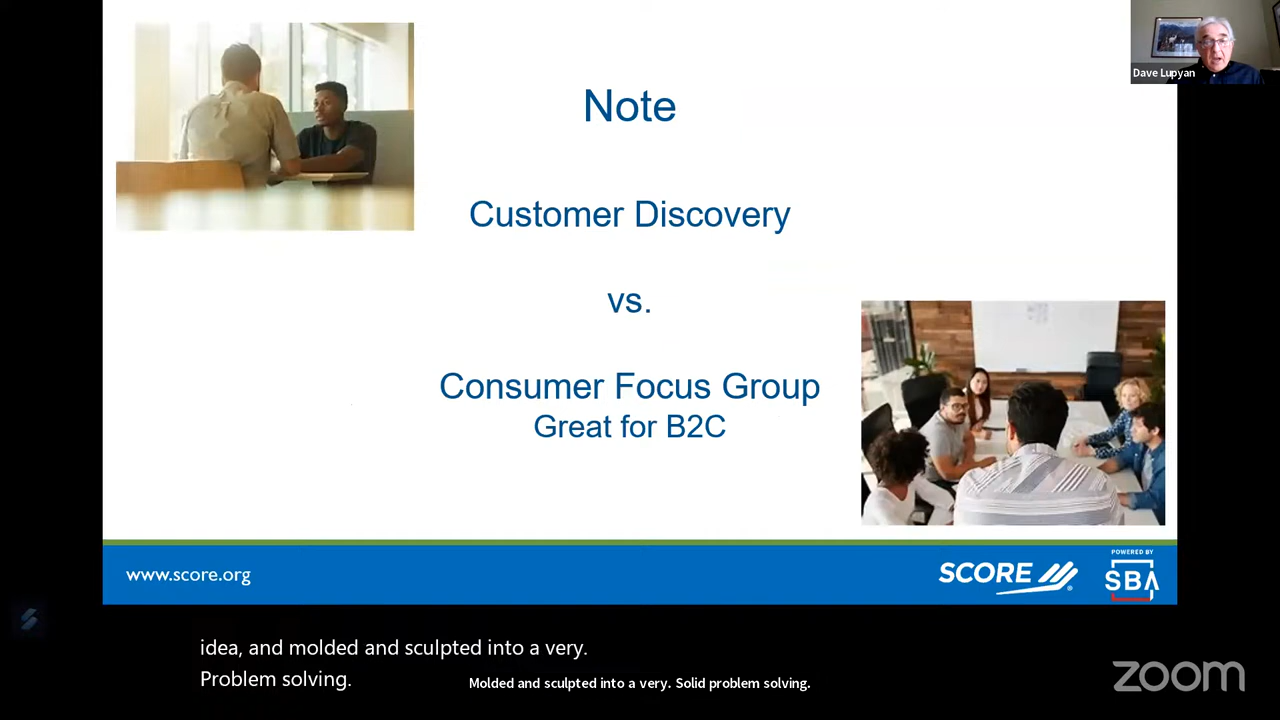 Dave Lupyan
Note
Customer Discovery
vs.
Consumer Focus Group
Great for B2C
www.score.org
SCORE
®
POWERED BY
SBA
idea, and molded and sculpted into a very.
Problem solving.
Molded and sculpted into a very. Solid problem solving.
zoom